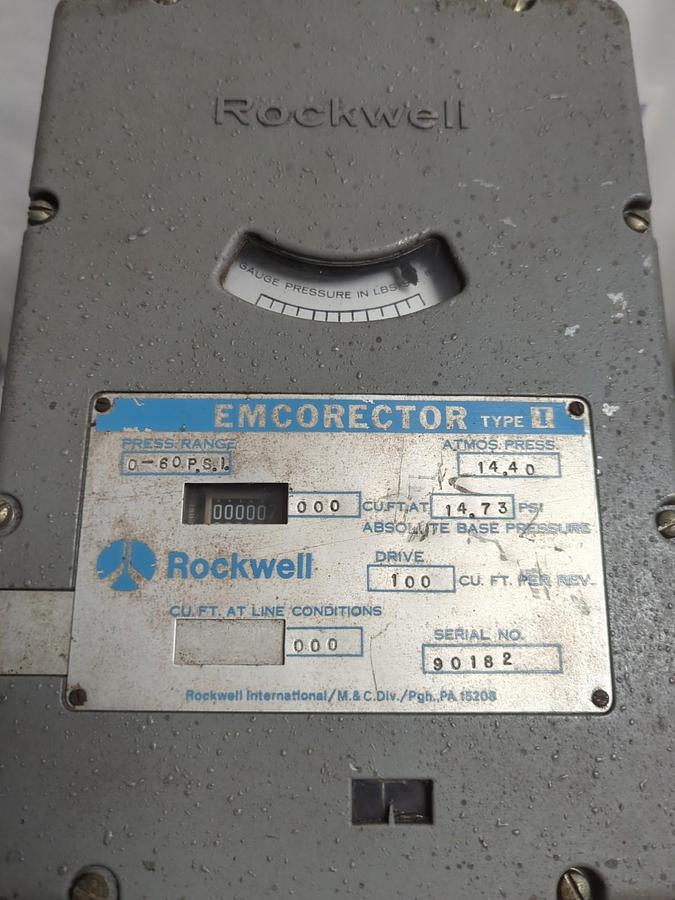 Rockwell
GAUGE PRESSURE IN LBS
EMCORECTOR TYPE I
PRESS. RANGE
0-60 P.S.I.
ATMOS. PRESS.
14.40
00000 000 CU.FT. AT 14.73 PSI
ABSOLUTE BASE PRESSURE
Rockwell
DRIVE
100 CU. FT. PER REV.
CU. FT. AT LINE CONDITIONS
000
SERIAL NO.
90182
Rockwell International/M.& C.Div./Pgh.,PA 15208